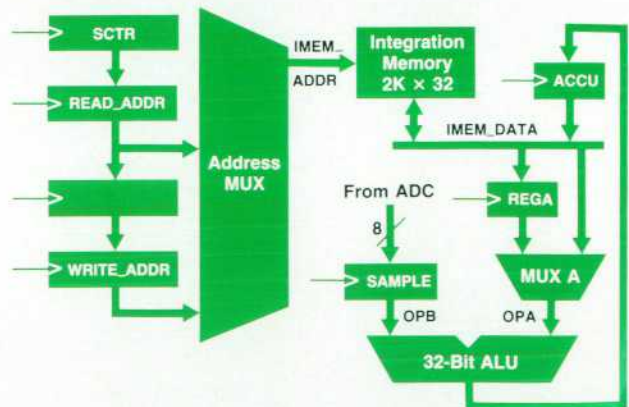 SCTR
READ_ADDR
WRITE_ADDR
Address
MUX
IMEM_
ADDR
Integration
Memory
2K × 32
ACCU
IMEM_DATA
From ADC
8
REGA
SAMPLE
MUX A
OPB
OPA
32-Bit ALU